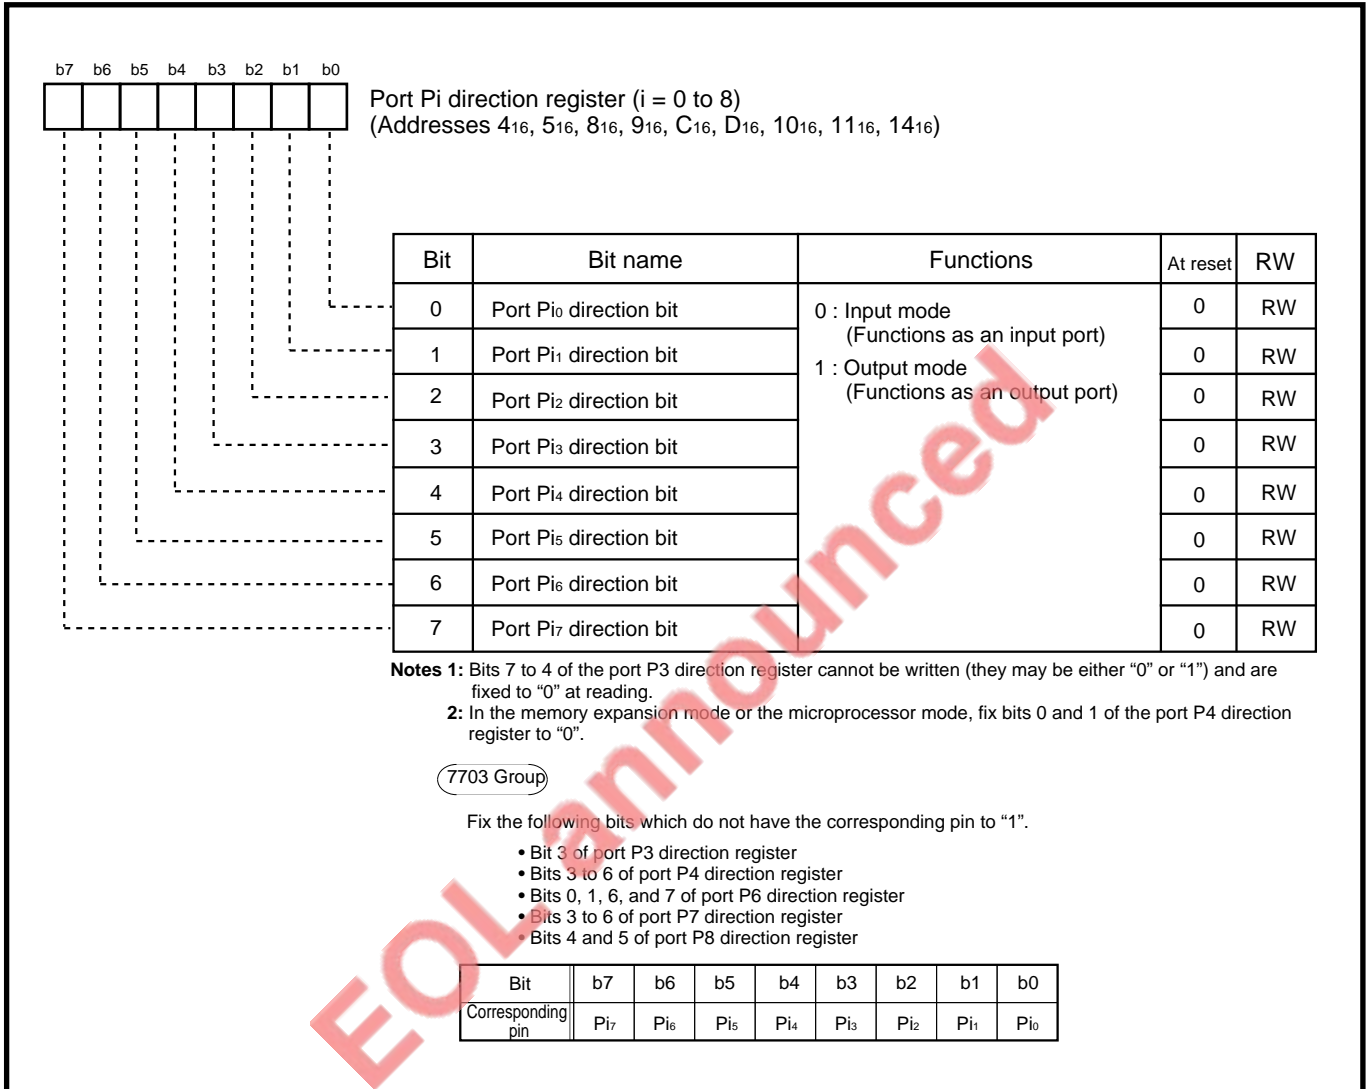 b7 b6 b5 b4 b3 b2 b1 b0
Port Pi direction register (i = 0 to 8)
(Addresses 4₁₆, 5₁₆, 8₁₆, 9₁₆, C₁₆, D₁₆, 10₁₆, 11₁₆, 14₁₆)
Bit Bit name Functions At reset RW
0 Port Pi₀ direction bit 0 : Input mode 0 RW
(Functions as an input port)
1 Port Pi₁ direction bit 1 : Output mode 0 RW
2 Port Pi₂ direction bit (Functions as an output port) 0 RW
3 Port Pi₃ direction bit 0 RW
4 Port Pi₄ direction bit 0 RW
5 Port Pi₅ direction bit 0 RW
6 Port Pi₆ direction bit 0 RW
7 Port Pi₇ direction bit 0 RW
Notes 1: Bits 7 to 4 of the port P3 direction register cannot be written (they may be either “0” or “1”) and are
fixed to “0” at reading.
2: In the memory expansion mode or the microprocessor mode, fix bits 0 and 1 of the port P4 direction
register to “0”.
7703 Group
Fix the following bits which do not have the corresponding pin to “1”.
• Bit 3 of port P3 direction register
• Bits 3 to 6 of port P4 direction register
• Bits 0, 1, 6, and 7 of port P6 direction register
• Bits 3 to 6 of port P7 direction register
• Bits 4 and 5 of port P8 direction register
Bit b7 b6 b5 b4 b3 b2 b1 b0
Corresponding
pin Pi₇ Pi₆ Pi₅ Pi₄ Pi₃ Pi₂ Pi₁ Pi₀
EOL announced